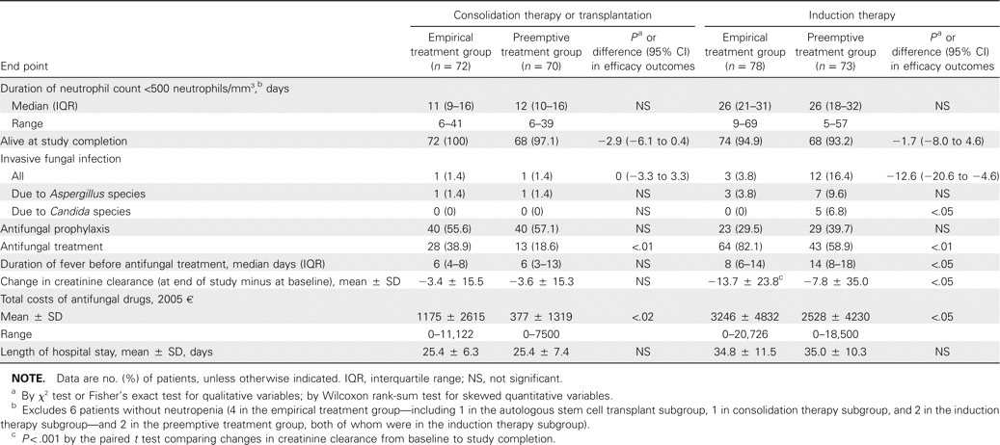 Consolidation therapy or transplantation Induction therapy
End point Empirical treatment group (n = 72) Preemptive treatment group (n = 70) Pa or difference (95% CI) in efficacy outcomes Empirical treatment group (n = 78) Preemptive treatment group (n = 73) Pa or difference (95% CI) in efficacy outcomes
Duration of neutrophil count <500 neutrophils/mm³,b days
Median (IQR) 11 (9–16) 12 (10–16) NS 26 (21–31) 26 (18–32) NS
Range 6–41 6–39 9–69 5–57
Alive at study completion 72 (100) 68 (97.1) −2.9 (−6.1 to 0.4) 74 (94.9) 68 (93.2) −1.7 (−8.0 to 4.6)
Invasive fungal infection
All 1 (1.4) 1 (1.4) 0 (−3.3 to 3.3) 3 (3.8) 12 (16.4) −12.6 (−20.6 to −4.6)
Due to Aspergillus species 1 (1.4) 1 (1.4) NS 3 (3.8) 7 (9.6) NS
Due to Candida species 0 (0) 0 (0) NS 0 (0) 5 (6.8) <.05
Antifungal prophylaxis 40 (55.6) 40 (57.1) NS 23 (29.5) 29 (39.7) NS
Antifungal treatment 28 (38.9) 13 (18.6) <.01 64 (82.1) 43 (58.9) <.01
Duration of fever before antifungal treatment, median days (IQR) 6 (4–8) 6 (3–13) NS 8 (6–14) 14 (8–18) <.05
Change in creatinine clearance (at end of study minus at baseline), mean ± SD −3.4 ± 15.5 −3.6 ± 15.3 NS −13.7 ± 23.8c −7.8 ± 35.0 <.05
Total costs of antifungal drugs, 2005 €
Mean ± SD 1175 ± 2615 377 ± 1319 <.02 3246 ± 4832 2528 ± 4230 <.05
Range 0–11,122 0–7500 0–20,726 0–18,500
Length of hospital stay, mean ± SD, days 25.4 ± 6.3 25.4 ± 7.4 NS 34.8 ± 11.5 35.0 ± 10.3 NS
NOTE. Data are no. (%) of patients, unless otherwise indicated. IQR, interquartile range; NS, not significant.
a By χ² test or Fisher's exact test for qualitative variables; by Wilcoxon rank-sum test for skewed quantitative variables.
b Excludes 6 patients without neutropenia (4 in the empirical treatment group—including 1 in the autologous stem cell transplant subgroup, 1 in consolidation therapy subgroup, and 2 in the induction
therapy subgroup—and 2 in the preemptive treatment group, both of whom were in the induction therapy subgroup).
c P< .001 by the paired t test comparing changes in creatinine clearance from baseline to study completion.